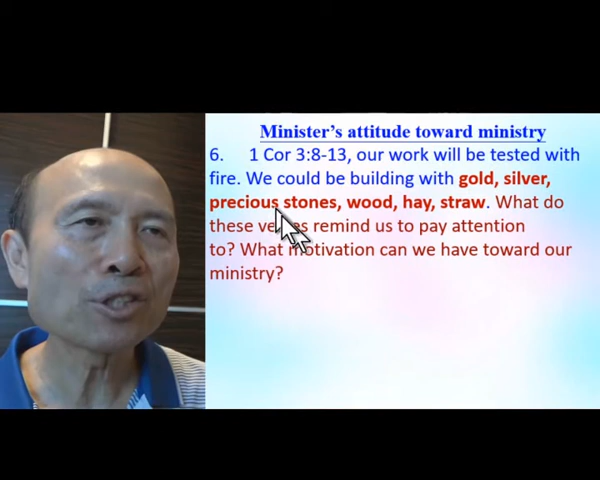 Minister's attitude toward ministry
6. 1 Cor 3:8-13, our work will be tested with
fire. We could be building with gold, silver,
precious stones, wood, hay, straw. What do
these verses remind us to pay attention
to? What motivation can we have toward our
ministry?